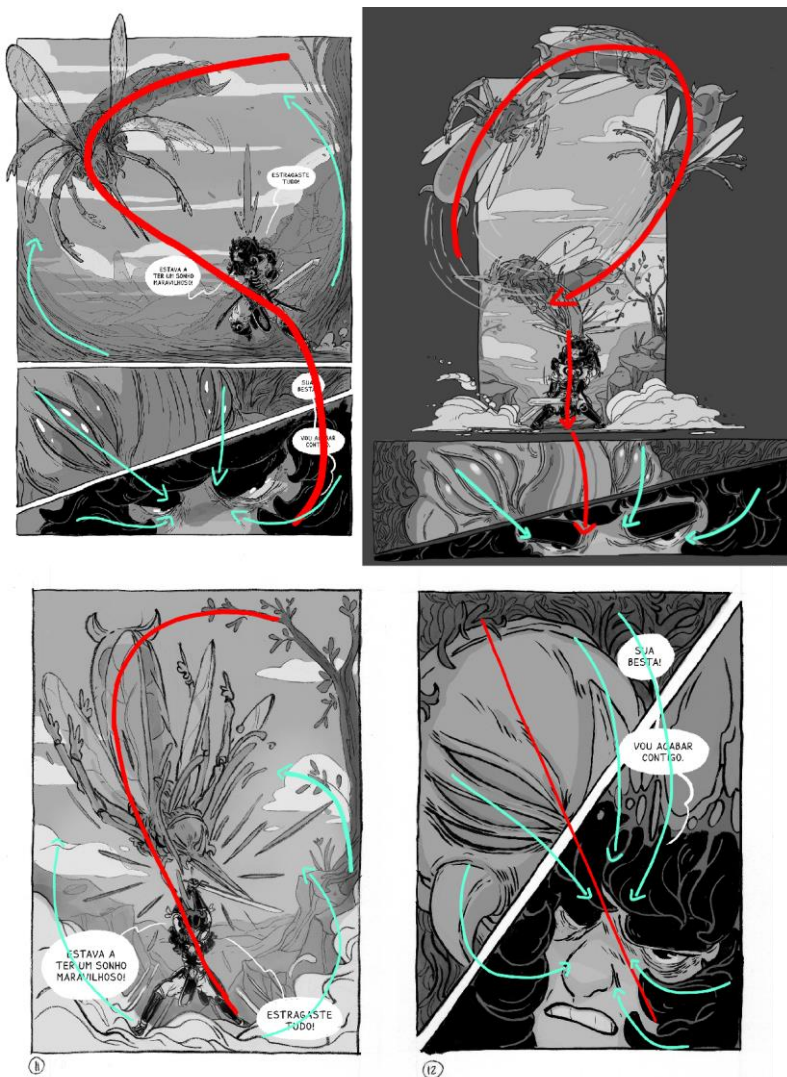 ESTRAGASTE
TUDO!
ESTAVA A
TER UM SONHO
MARAVILHOSO!
SUA
BESTA!
VOU ACABAR
CONTIGO.
ESTAVA A
TER UM SONHO
MARAVILHOSO!
ESTRAGASTE
TUDO!
11
SUA
BESTA!
VOU ACABAR
CONTIGO.
12